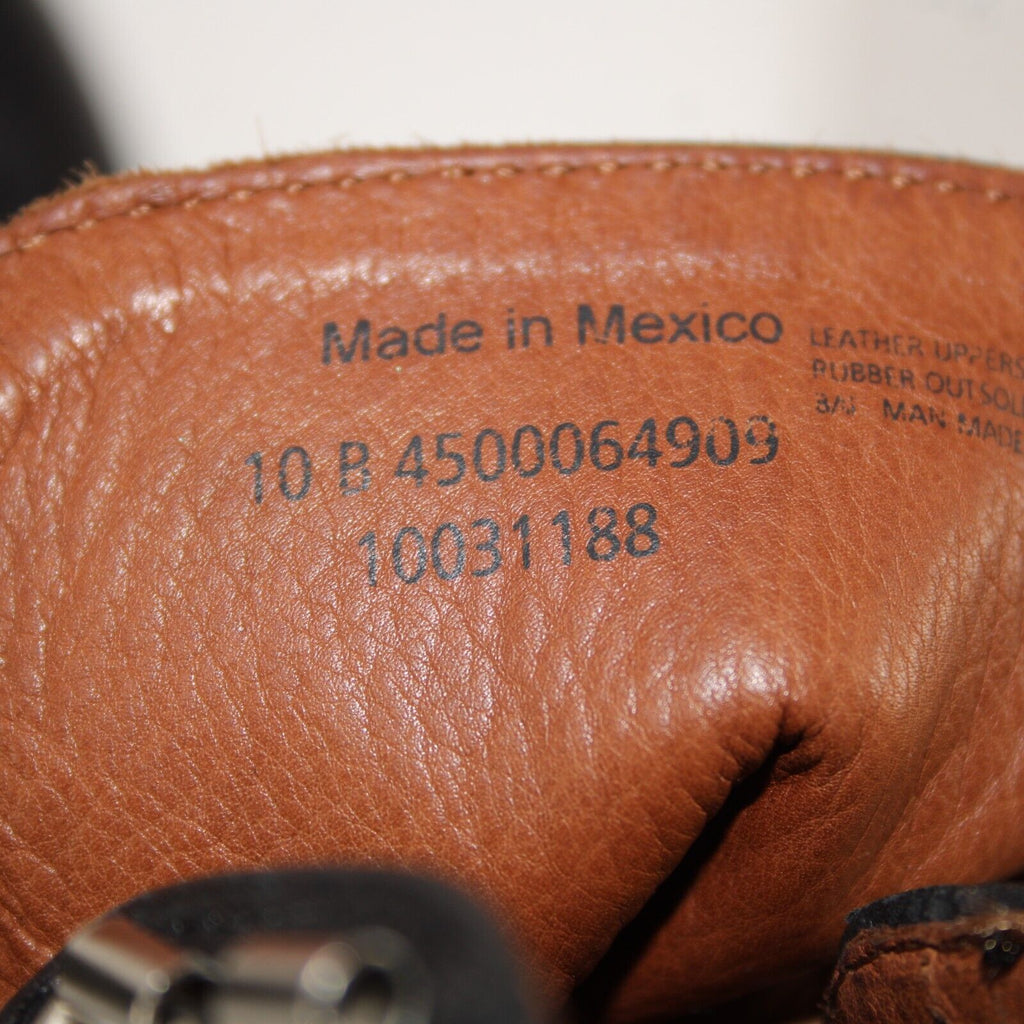 Made in Mexico
10 B 4500064909
10031188
LEATHER UPPERS
RUBBER OUTSOL
MAN MADE